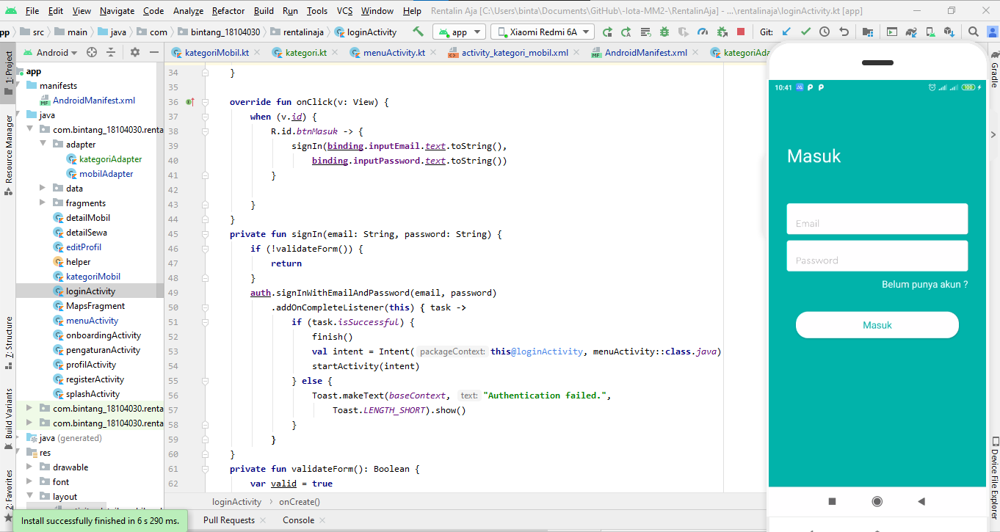 File Edit View Navigate Code Analyze Refactor Build Run Tools VCS Window Help Rentalin Aja [C:\Users\binta\Documents\GitHub\-Iota-MM2-\RentalinAja] - ...\rentalinaja\loginActivity.kt [app]
pp src main java com bintang_18104030 rentalinaja loginActivity app Xiaomi Redmi 6A Git:
Android kategoriMobil.kt kategori.kt menuActivity.kt activity_kategori_mobil.xml AndroidManifest.xml kategoriAda
1: Project
Resource Manager
7: Structure
Build Variants
2: Favorites
app
manifests
AndroidManifest.xml
java
com.bintang_18104030.renta
adapter
kategoriAdapter
mobilAdapter
data
fragments
detailMobil
detailSewa
editProfil
helper
kategoriMobil
loginActivity
MapsFragment
menuActivity
onboardingActivity
pengaturanActivity
profilActivity
registerActivity
splashActivity
com.bintang_18104030.renta
com.bintang_18104030.renta
java (generated)
res
drawable
font
layout
34 }
35
36 override fun onClick(v: View) {
37 when (v.id) {
38 R.id.btnMasuk -> {
39 signIn(binding.inputEmail.text.toString(),
40 binding.inputPassword.text.toString())
41 }
42
43 }
44 }
45 private fun signIn(email: String, password: String) {
46 if (!validateForm()) {
47 return
48 }
49 auth.signInWithEmailAndPassword(email, password)
50 .addOnCompleteListener(this) { task ->
51 if (task.isSuccessful) {
52 finish()
53 val intent = Intent( packageContext: this@loginActivity, menuActivity::class.java)
54 startActivity(intent)
55 } else {
56 Toast.makeText(baseContext, text: "Authentication failed.",
57 Toast.LENGTH_SHORT).show()
58 }
59 }
60 }
61 private fun validateForm(): Boolean {
62 var valid = true
loginActivity › onCreate()
Install successfully finished in 6 s 290 ms.
Pull Requests Console
10:41 100
Masuk
Email
Password
Belum punya akun ?
Masuk
Gradle
Device File Explorer